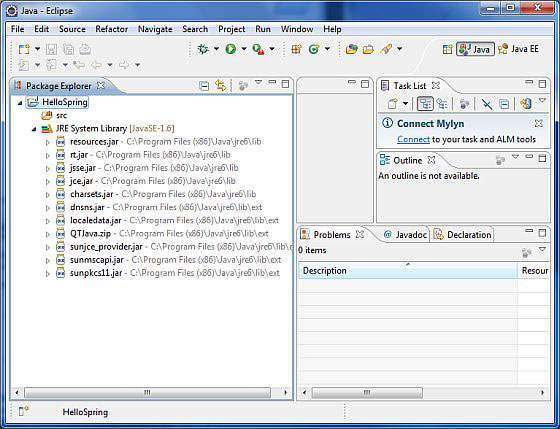 Java - Eclipse
File Edit Source Refactor Navigate Search Project Run Window Help
Java Java EE
Package Explorer
HelloSpring
src
JRE System Library [JavaSE-1.6]
resources.jar - C:\Program Files (x86)\Java\jre6\lib
rt.jar - C:\Program Files (x86)\Java\jre6\lib
jsse.jar - C:\Program Files (x86)\Java\jre6\lib
jce.jar - C:\Program Files (x86)\Java\jre6\lib
charsets.jar - C:\Program Files (x86)\Java\jre6\lib
dnsns.jar - C:\Program Files (x86)\Java\jre6\lib\ext
localedata.jar - C:\Program Files (x86)\Java\jre6\lib\ext
QTJava.zip - C:\Program Files (x86)\Java\jre6\lib\ext
sunjce_provider.jar - C:\Program Files (x86)\Java\jre6\lib\e
sunmscapi.jar - C:\Program Files (x86)\Java\jre6\lib\ext
sunpkcs11.jar - C:\Program Files (x86)\Java\jre6\lib\ext
Task List
Connect Mylyn
Connect to your task and ALM tools
Outline
An outline is not available.
Problems @ Javadoc Declaration
0 items
Description Resour
HelloSpring